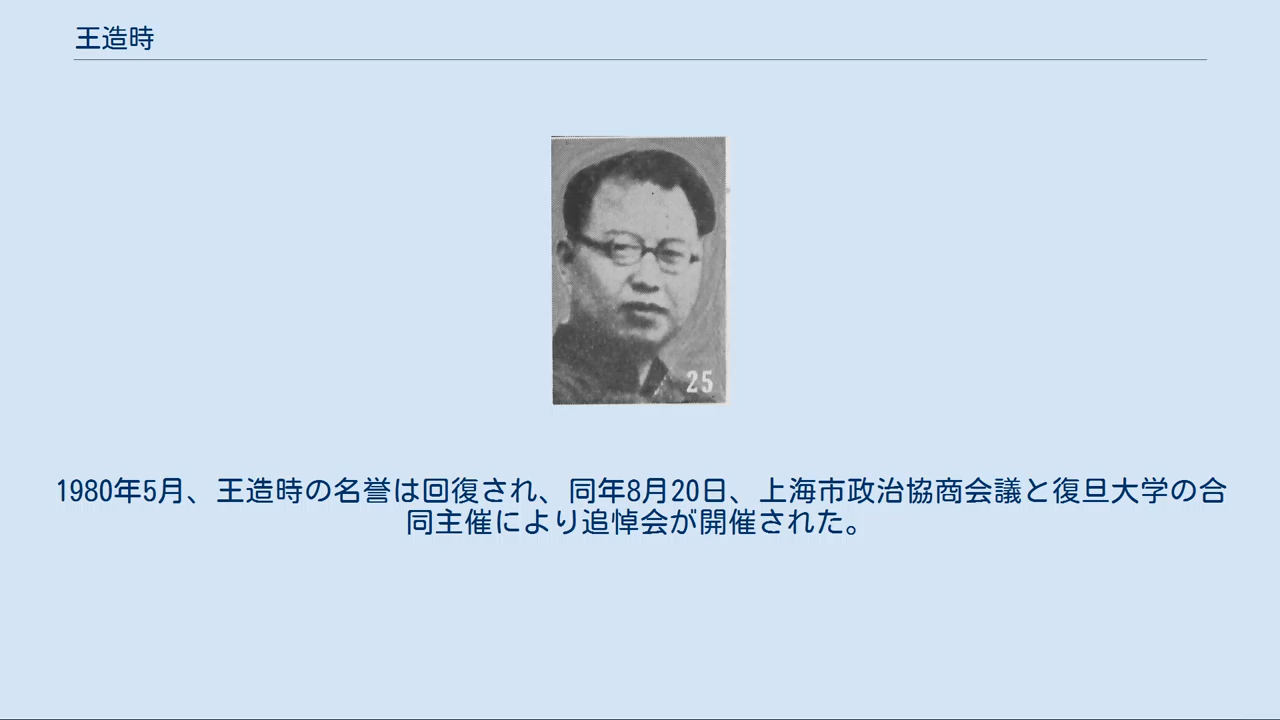 王造時
25
1980年5月、王造時の名誉は回復され、同年8月20日、上海市政治協商会議と復旦大学の合
同主催により追悼会が開催された。